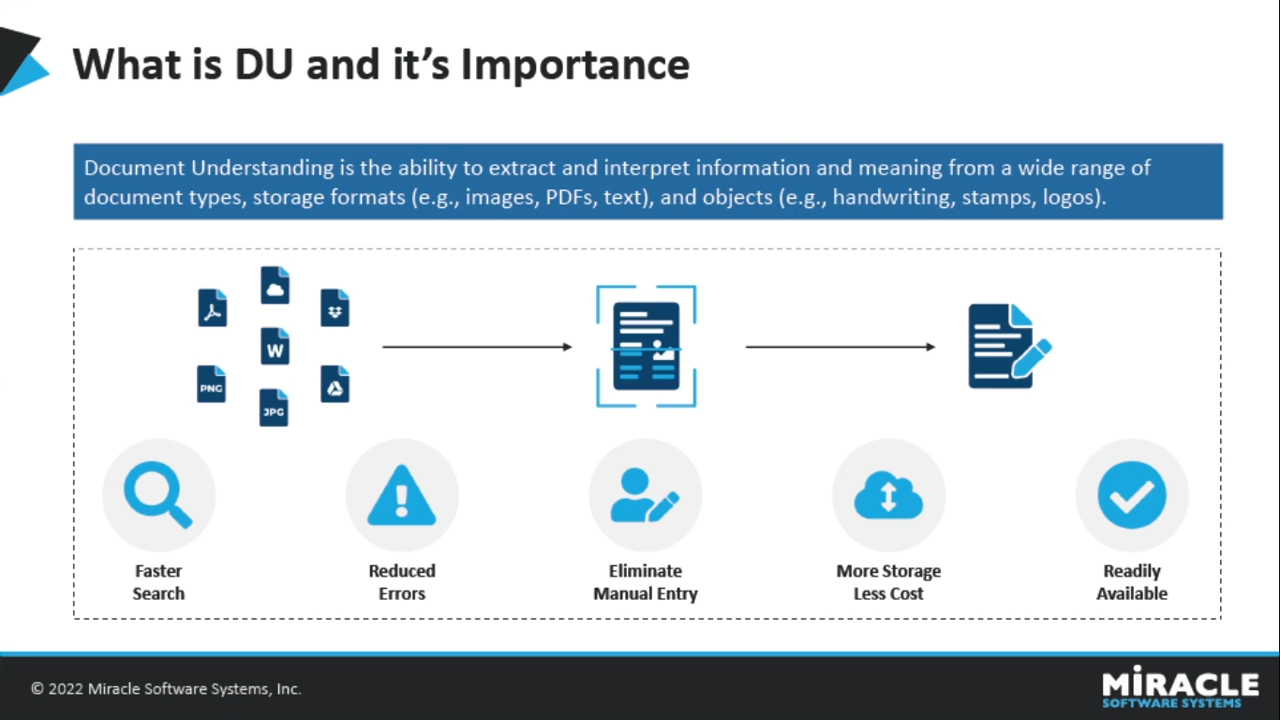 What is DU and it’s Importance
Document Understanding is the ability to extract and interpret information and meaning from a wide range of
document types, storage formats (e.g., images, PDFs, text), and objects (e.g., handwriting, stamps, logos).
W
PNG
JPG
Faster
Search
Reduced
Errors
Eliminate
Manual Entry
More Storage
Less Cost
Readily
Available
© 2022 Miracle Software Systems, Inc.
MiRACLE
SOFTWARE SYSTEMS